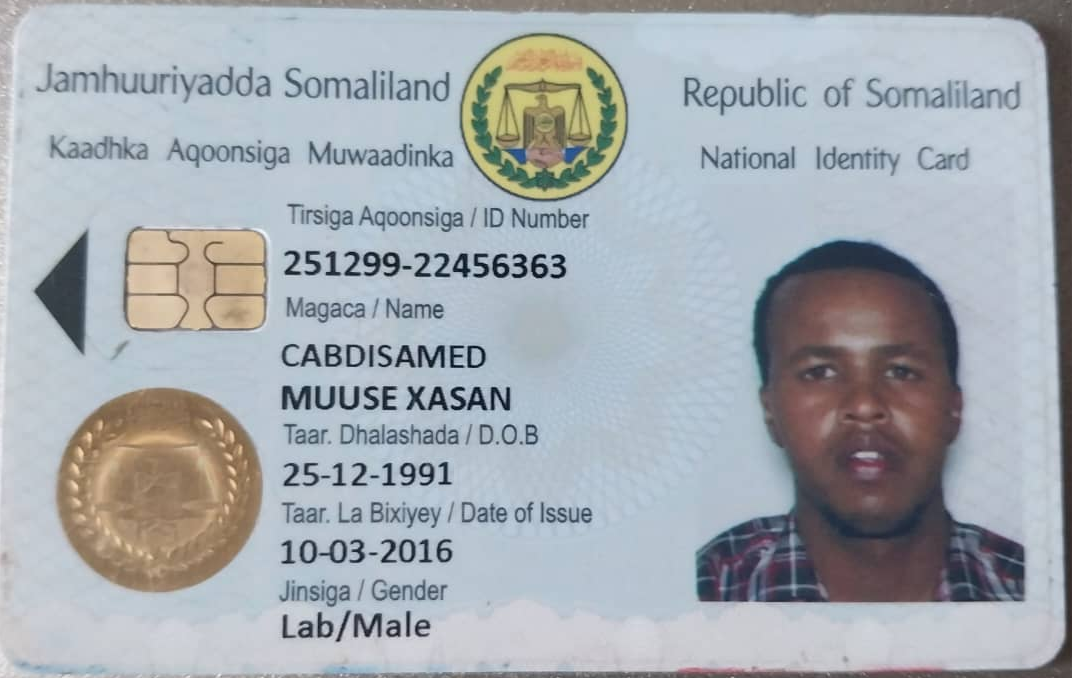 Jamhuuriyadda Somaliland
Republic of Somaliland
Kaadhka Aqoonsiga Muwaadinka
National Identity Card
Tirsiga Aqoonsiga / ID Number
251299-22456363
Magaca / Name
CABDISAMED
MUUSE XASAN
Taar. Dhalashada / D.O.B
25-12-1991
Taar. La Bixiyey / Date of Issue
10-03-2016
Jinsiga / Gender
Lab/Male